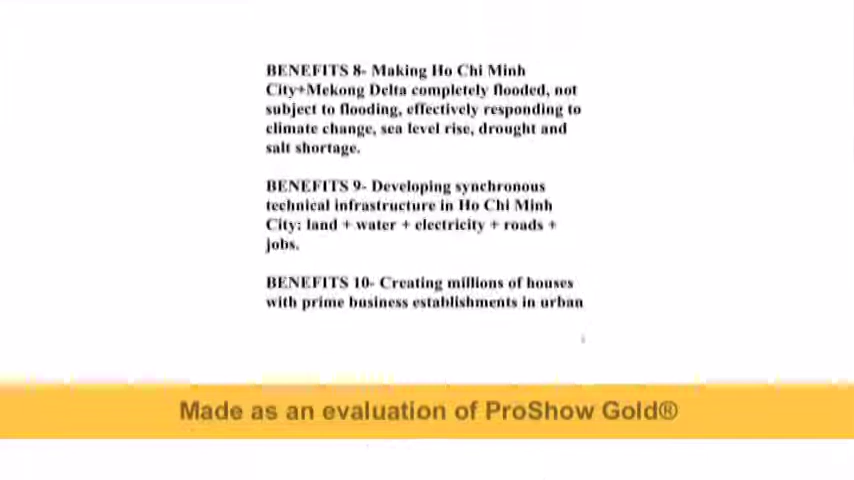 BENEFITS 8- Making Ho Chi Minh
City+Mekong Delta completely flooded, not
subject to flooding, effectively responding to
climate change, sea level rise, drought and
salt shortage.
BENEFITS 9- Developing synchronous
technical infrastructure in Ho Chi Minh
City: land + water + electricity + roads +
jobs.
BENEFITS 10- Creating millions of houses
with prime business establishments in urban
Made as an evaluation of ProShow Gold®